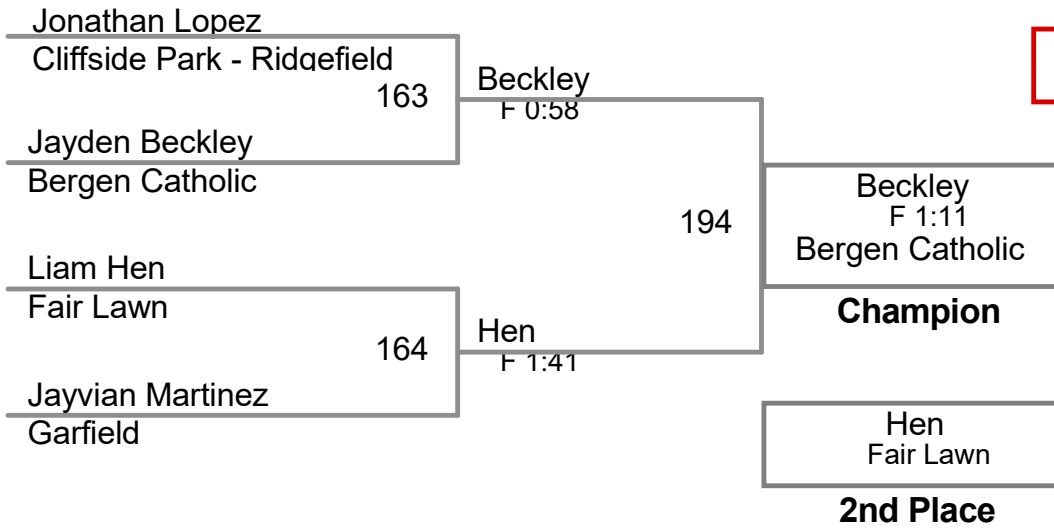 Jonathan Lopez
Cliffside Park - Ridgefield
163
Jayden Beckley
Bergen Catholic
Beckley
F 0:58
Liam Hen
Fair Lawn
164
Jayvian Martinez
Garfield
Hen
F 1:41
194
Beckley
F 1:11
Bergen Catholic
Champion
Hen
Fair Lawn
2nd Place